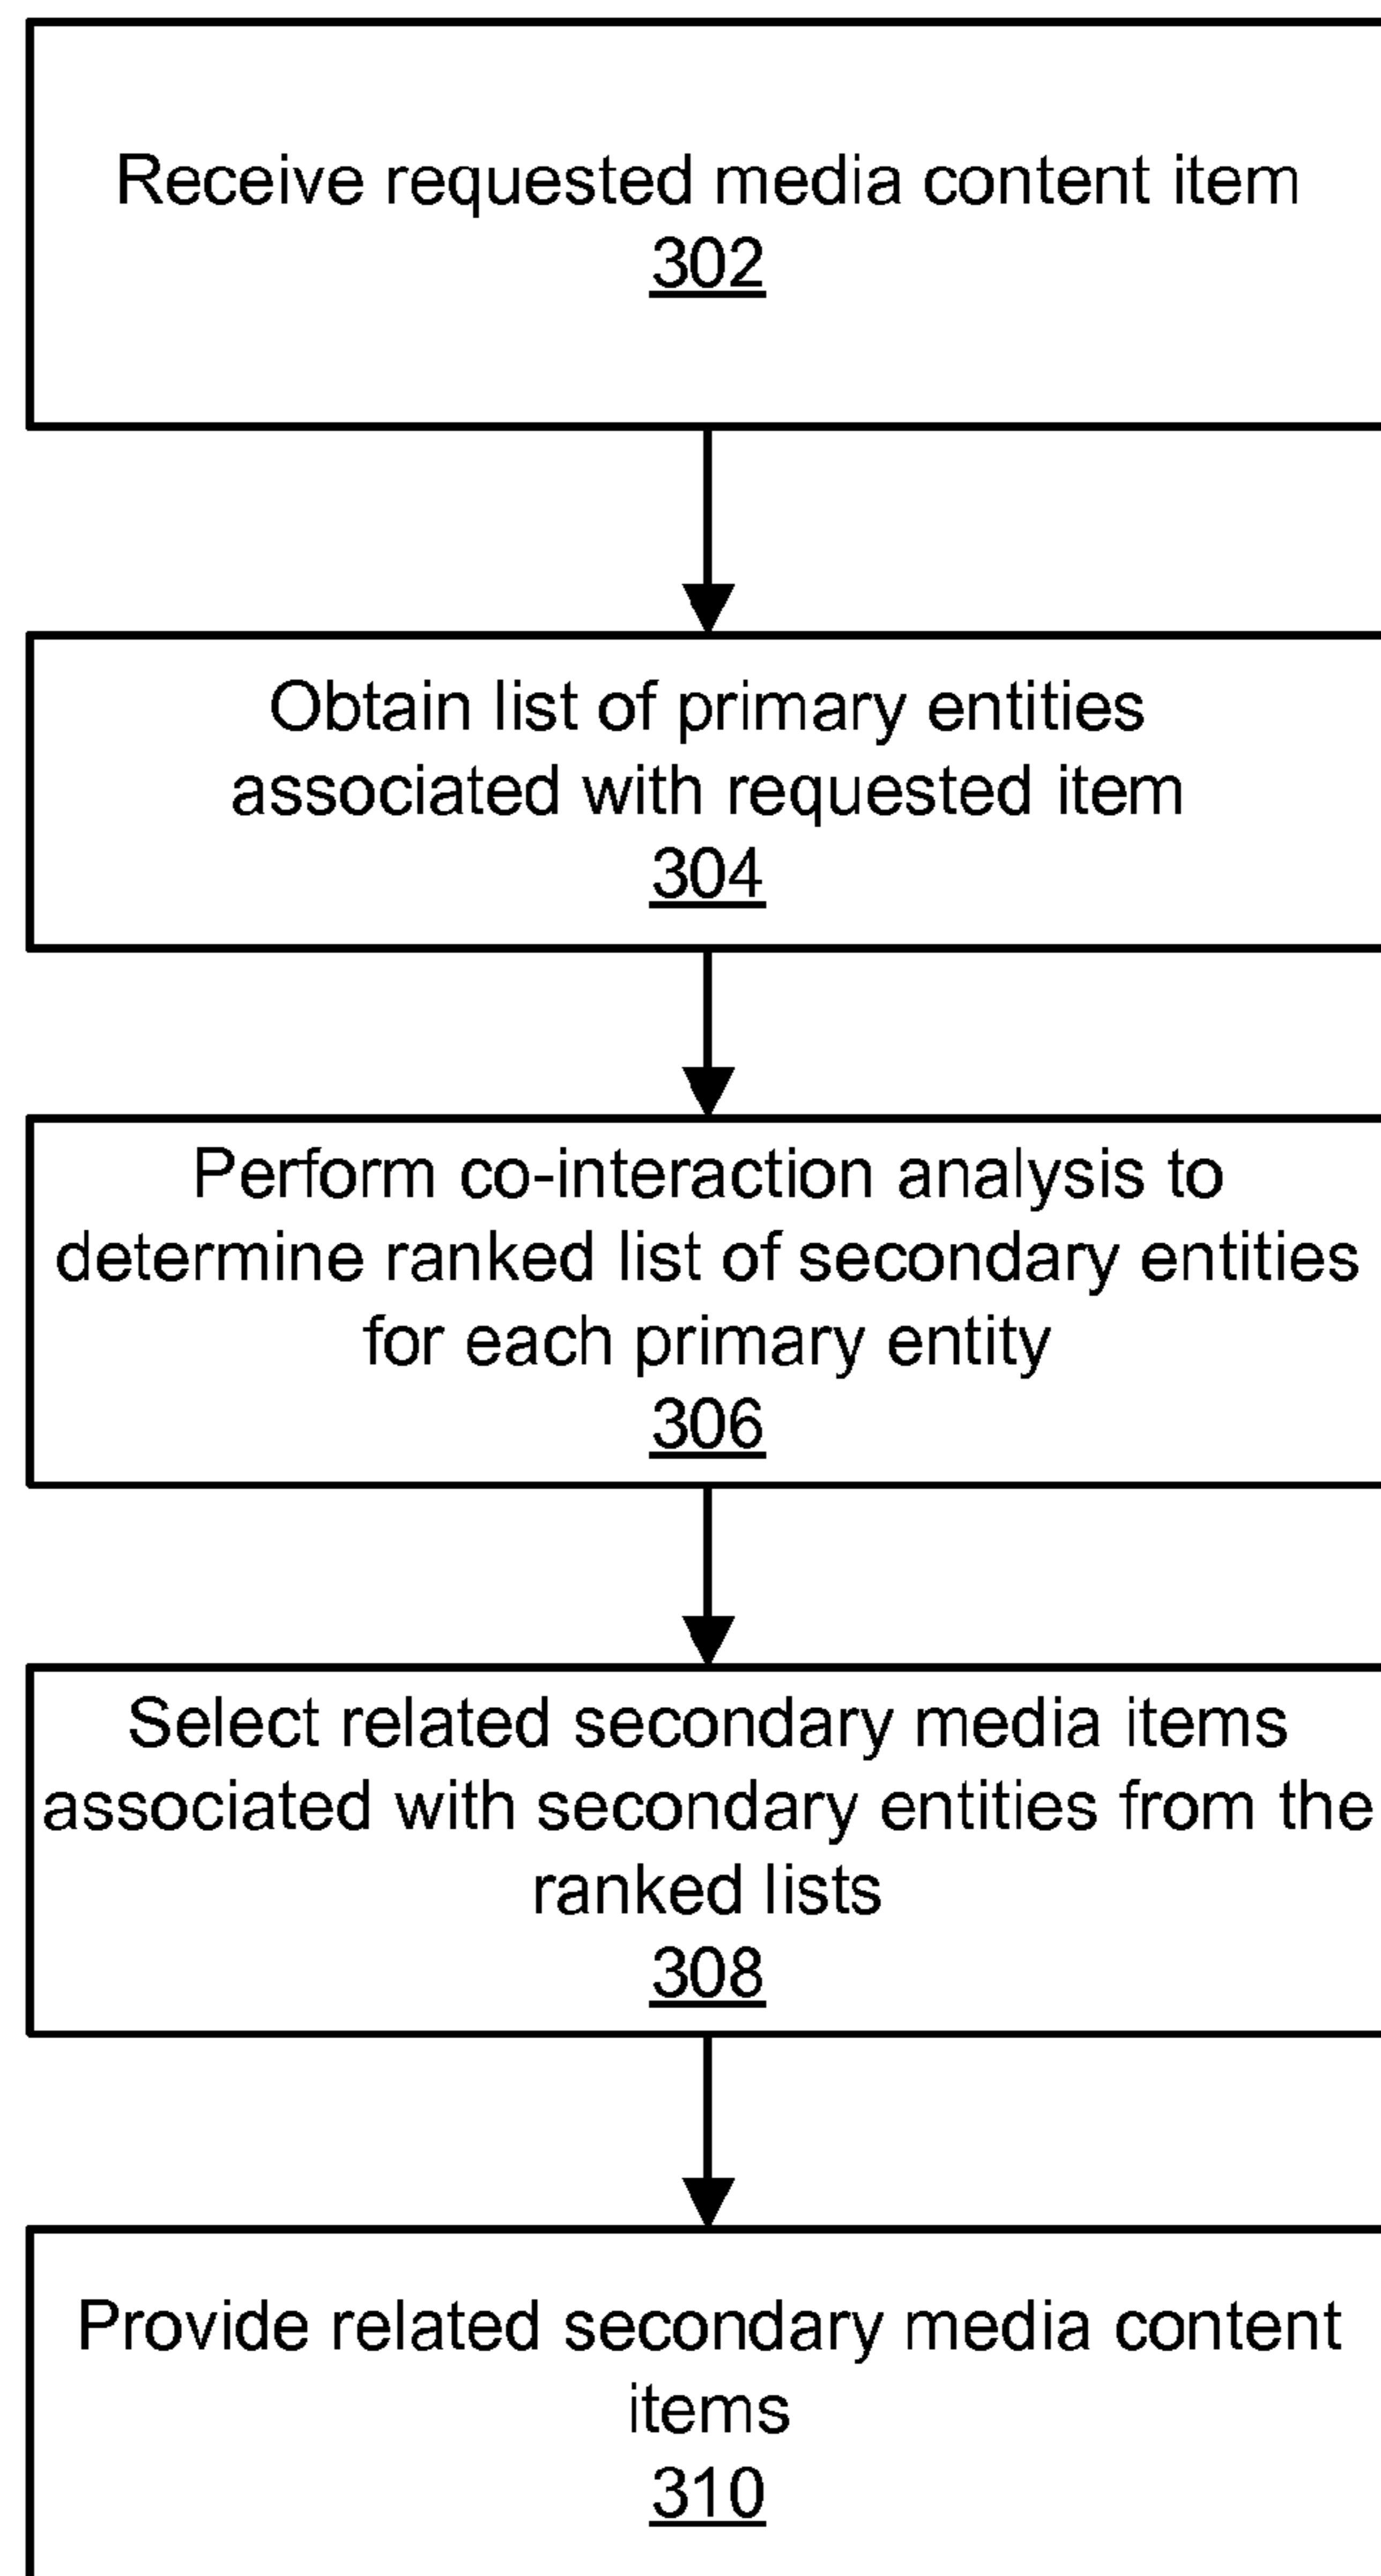 Receive requested media content item
302
Obtain list of primary entities
associated with requested item
304
Perform co-interaction analysis to
determine ranked list of secondary entities
for each primary entity
306
Select related secondary media items
associated with secondary entities from the
ranked lists
308
Provide related secondary media content
items
310